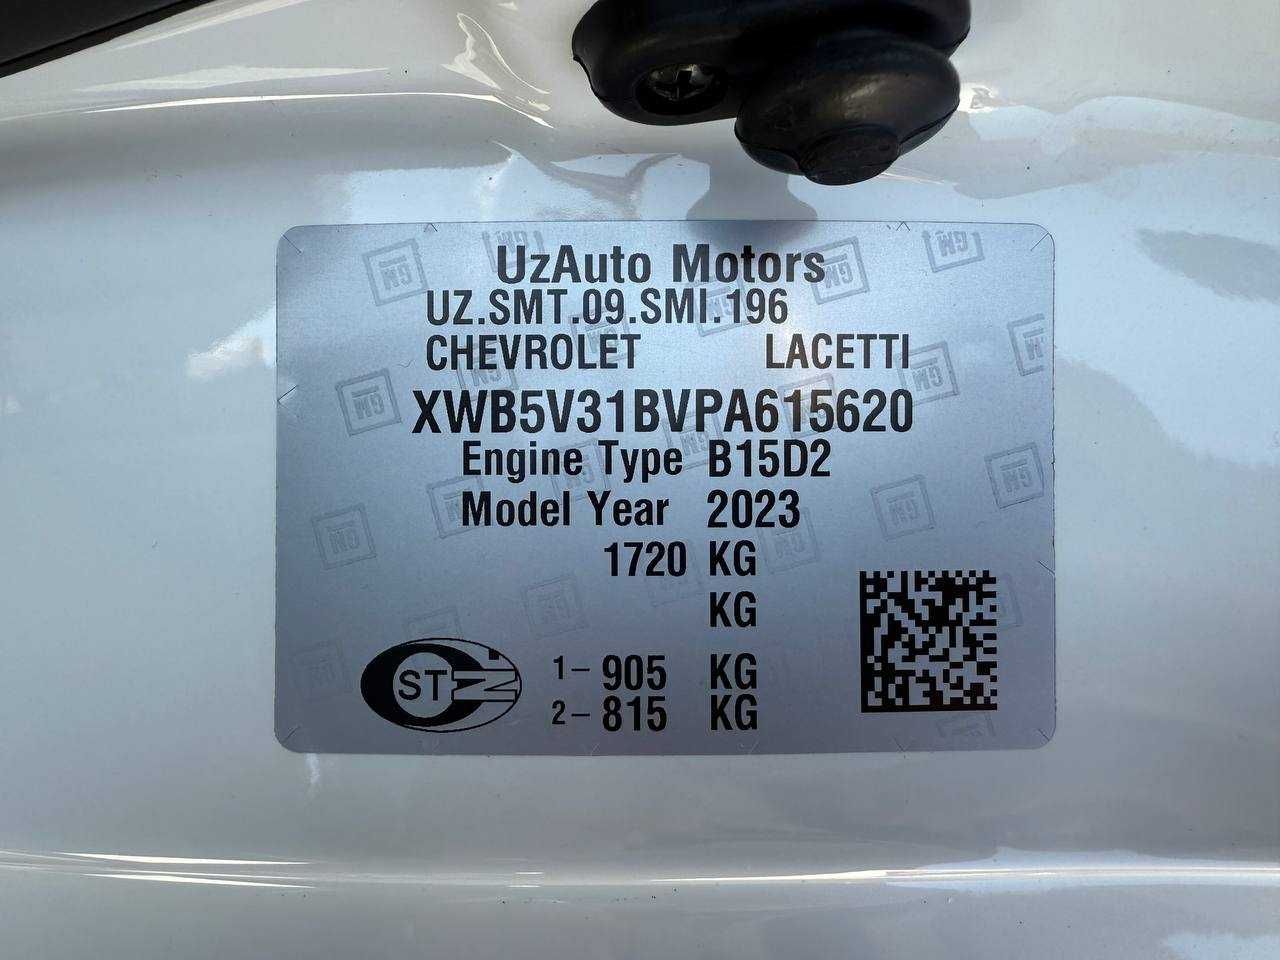 UzAuto Motors
UZ.SMT.09.SMI.196
CHEVROLET LACETTI
XWB5V31BVPA615620
Engine Type B15D2
Model Year 2023
1720 KG
KG
1- 905 KG
2- 815 KG
ST
GM